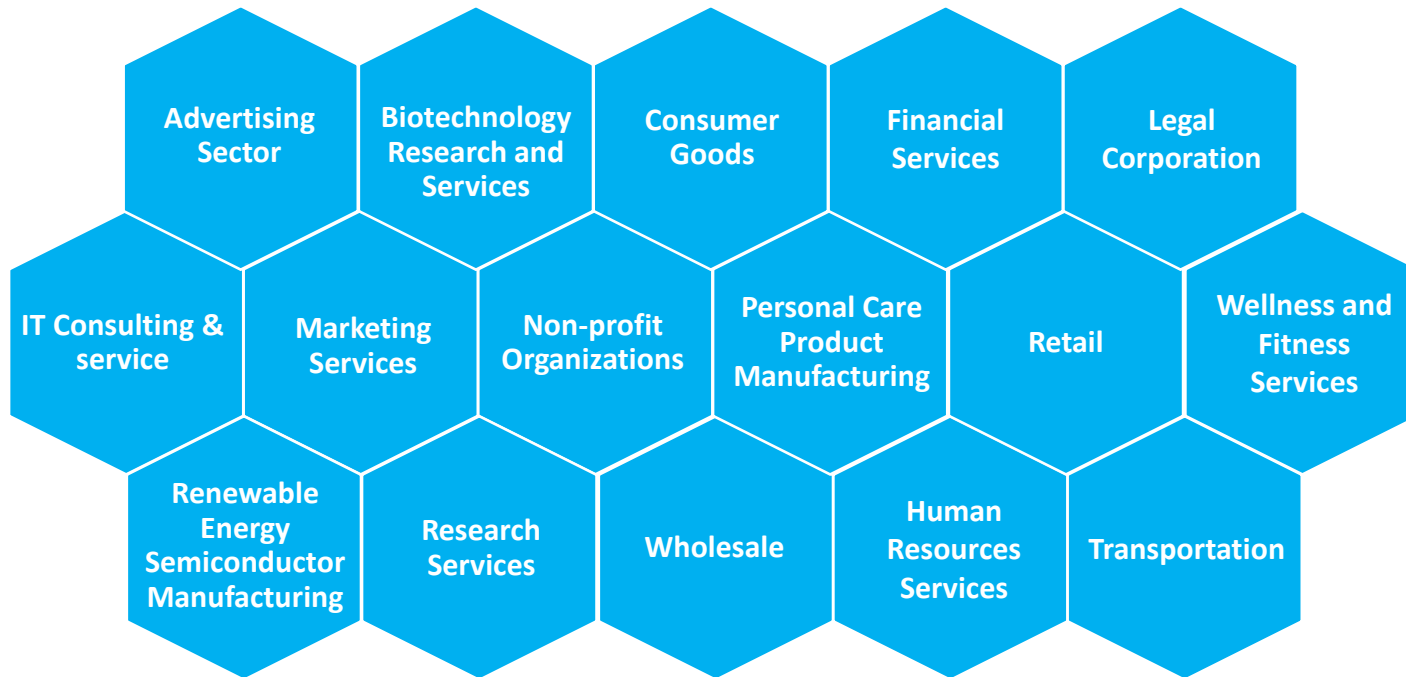 Advertising
Sector
Biotechnology
Research and
Services
Consumer
Goods
Financial
Services
Legal
Corporation
IT Consulting &
service
Marketing
Services
Non-profit
Organizations
Personal Care
Product
Manufacturing
Retail
Wellness and
Fitness
Services
Renewable
Energy
Semiconductor
Manufacturing
Research
Services
Wholesale
Human
Resources
Services
Transportation